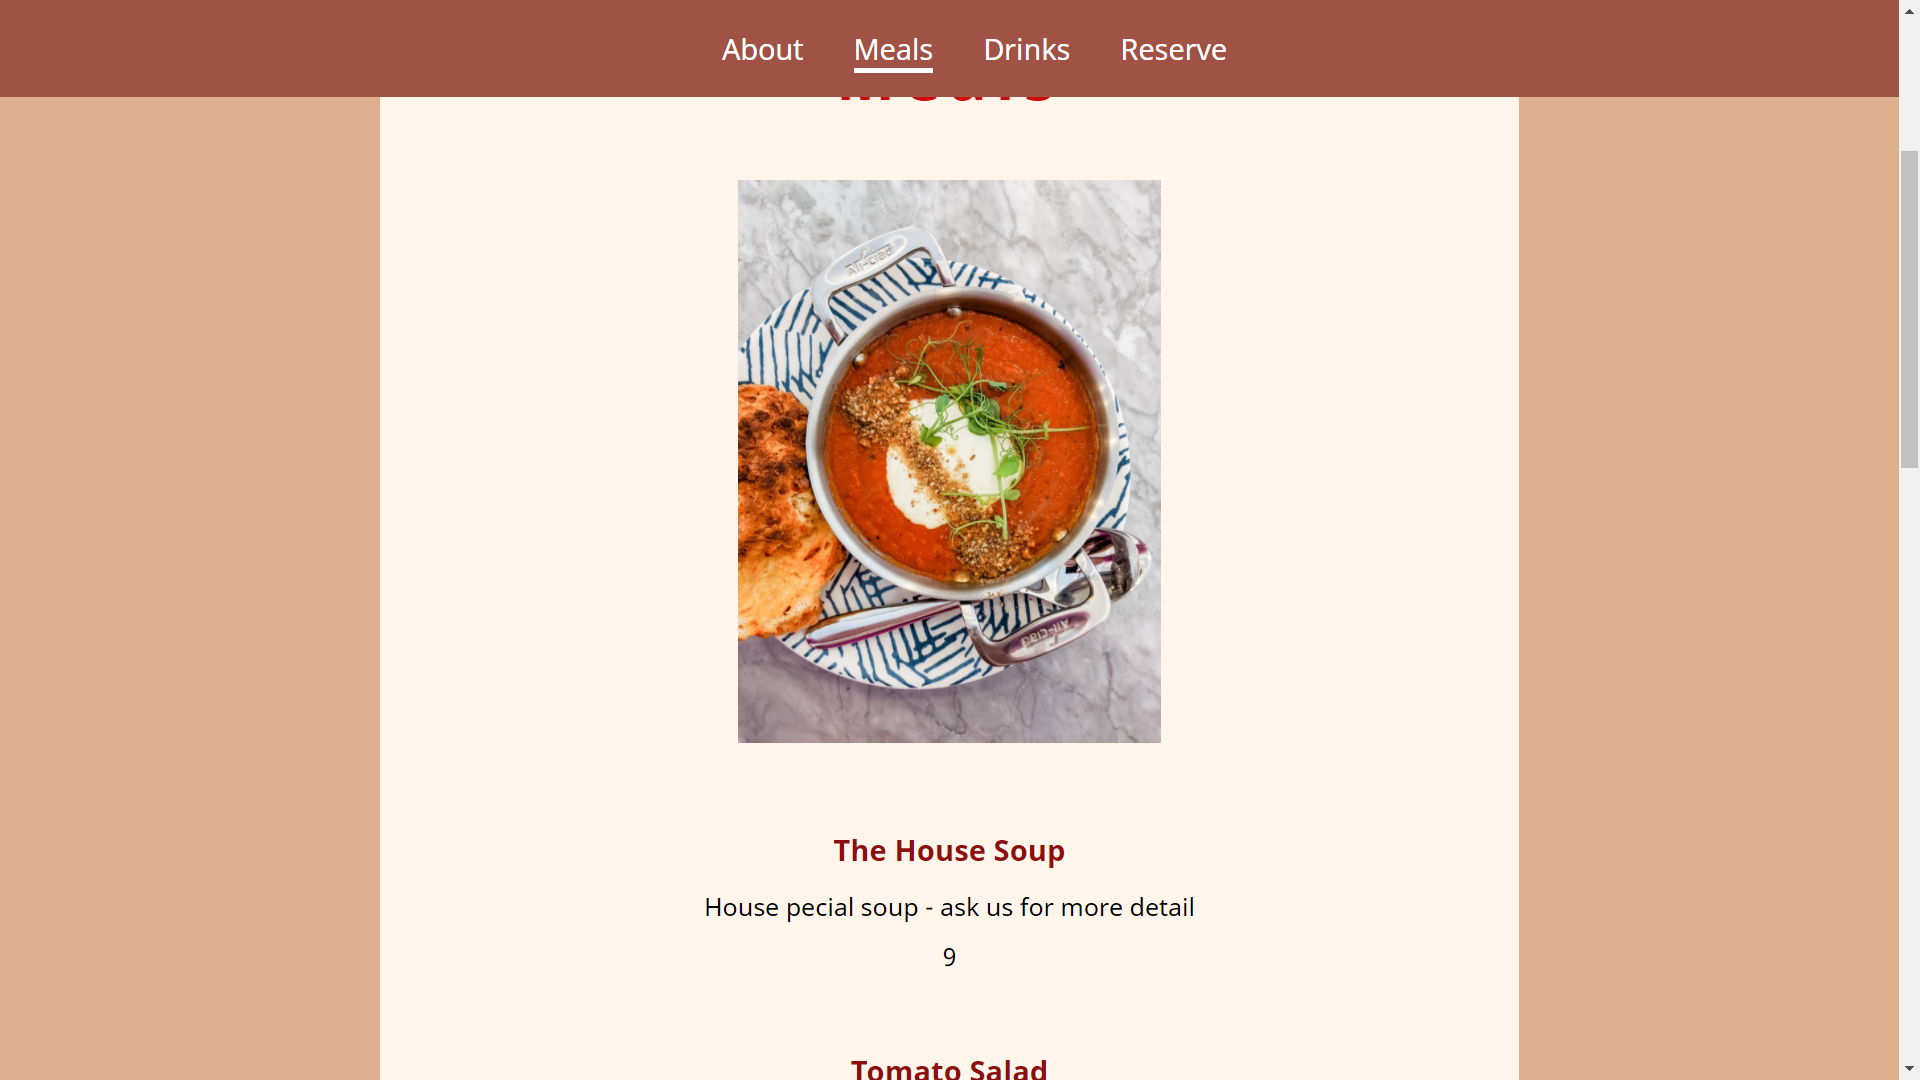 About Meals Drinks Reserve
Meals
All-Clad
All-Clad
The House Soup
House pecial soup - ask us for more detail
9
Tomato Salad